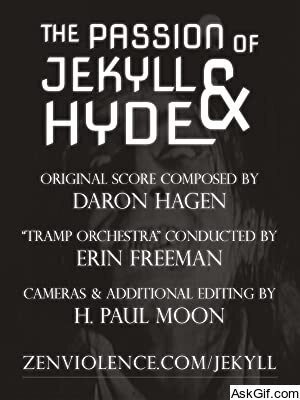 THE PASSION OF
JEKYLL &
HYDE
ORIGINAL SCORE COMPOSED BY
DARON HAGEN
"TRAMP ORCHESTRA" CONDUCTED BY
ERIN FREEMAN
CAMERAS & ADDITIONAL EDITING BY
H. PAUL MOON
ZENVIOLENCE.COM/JEKYLL
AskGif.com